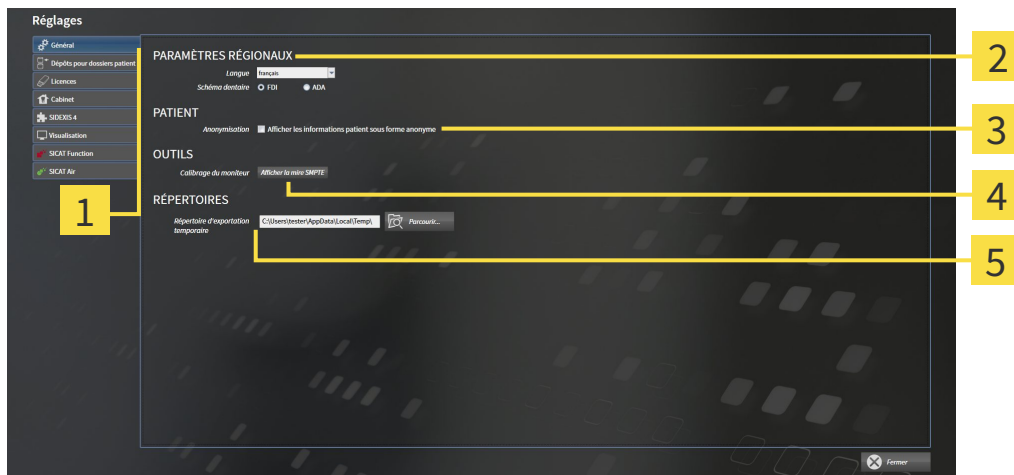 Réglages
Général
Dépôts pour dossiers patient
Licences
Cabinet
SIDEXIS 4
Visualisation
SICAT Function
SICAT Air
1
PARAMÈTRES RÉGIONAUX
2
Langue français
Schéma dentaire FDI ADA
PATIENT
Anonymisation Afficher les informations patient sous forme anonyme
3
OUTILS
Calibrage du moniteur Afficher la mire SMPTE
4
RÉPERTOIRES
Répertoire d'exportation temporaire C:\Users\tester\AppData\Local\Temp\ Parcourir...
5
Fermer